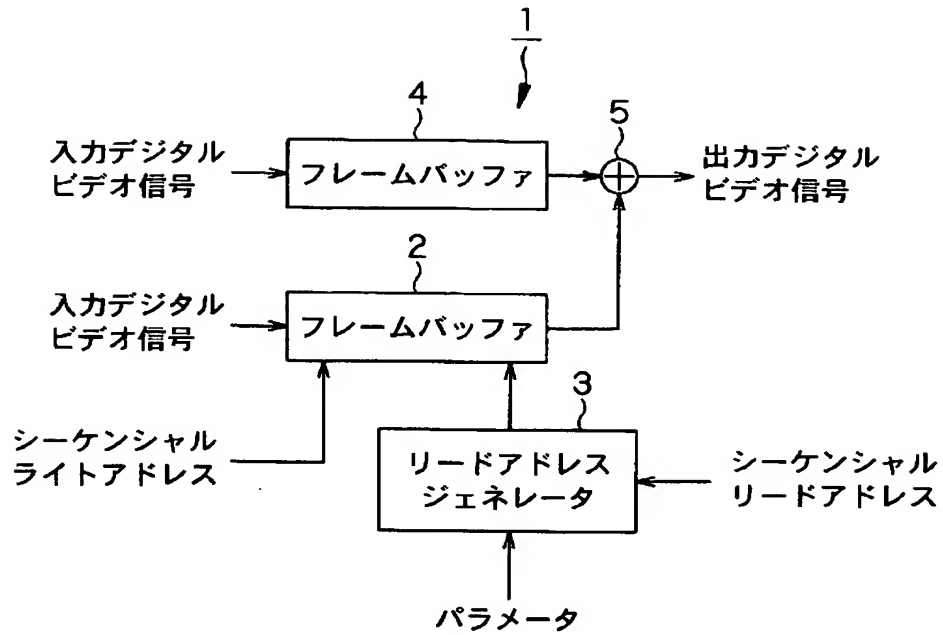 1
4
5
入力デジタル
ビデオ信号
フレームバッファ
出力デジタル
ビデオ信号
2
入力デジタル
ビデオ信号
フレームバッファ
3
シーケンシャル
ライトアドレス
リードアドレス
ジェネレータ
シーケンシャル
リードアドレス
パラメータ